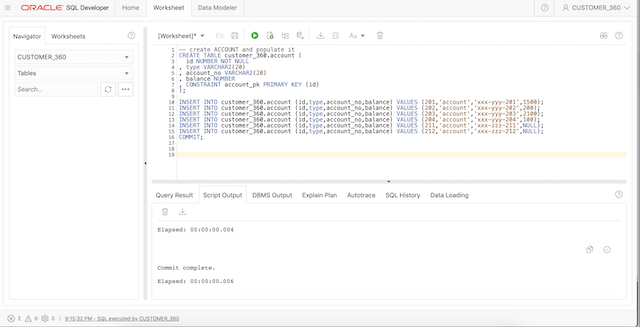 ORACLE SQL Developer Home Worksheet Data Modeler CUSTOMER_360
Navigator Worksheets
CUSTOMER_360
Tables
Search...
[Worksheet]*
Aa
1 -- create ACCOUNT and populate it
2 CREATE TABLE customer_360.account (
3 id NUMBER NOT NULL
4 , type VARCHAR2(20)
5 , account_no VARCHAR2(20)
6 , balance NUMBER
7 , CONSTRAINT account_pk PRIMARY KEY (id)
8 );
9
10 INSERT INTO customer_360.account (id,type,account_no,balance) VALUES (201,'account','xxx-yyy-201',1500);
11 INSERT INTO customer_360.account (id,type,account_no,balance) VALUES (202,'account','xxx-yyy-202',200);
12 INSERT INTO customer_360.account (id,type,account_no,balance) VALUES (203,'account','xxx-yyy-203',2100);
13 INSERT INTO customer_360.account (id,type,account_no,balance) VALUES (204,'account','xxx-yyy-204',100);
14 INSERT INTO customer_360.account (id,type,account_no,balance) VALUES (211,'account','xxx-zzz-211',NULL);
15 INSERT INTO customer_360.account (id,type,account_no,balance) VALUES (212,'account','xxx-zzz-212',NULL);
16 COMMIT;
17
18
19
Query Result Script Output DBMS Output Explain Plan Autotrace SQL History Data Loading
Elapsed: 00:00:00.004
Commit complete.
Elapsed: 00:00:00.006
2 0 0 9:15:32 PM - SQL executed by CUSTOMER_360